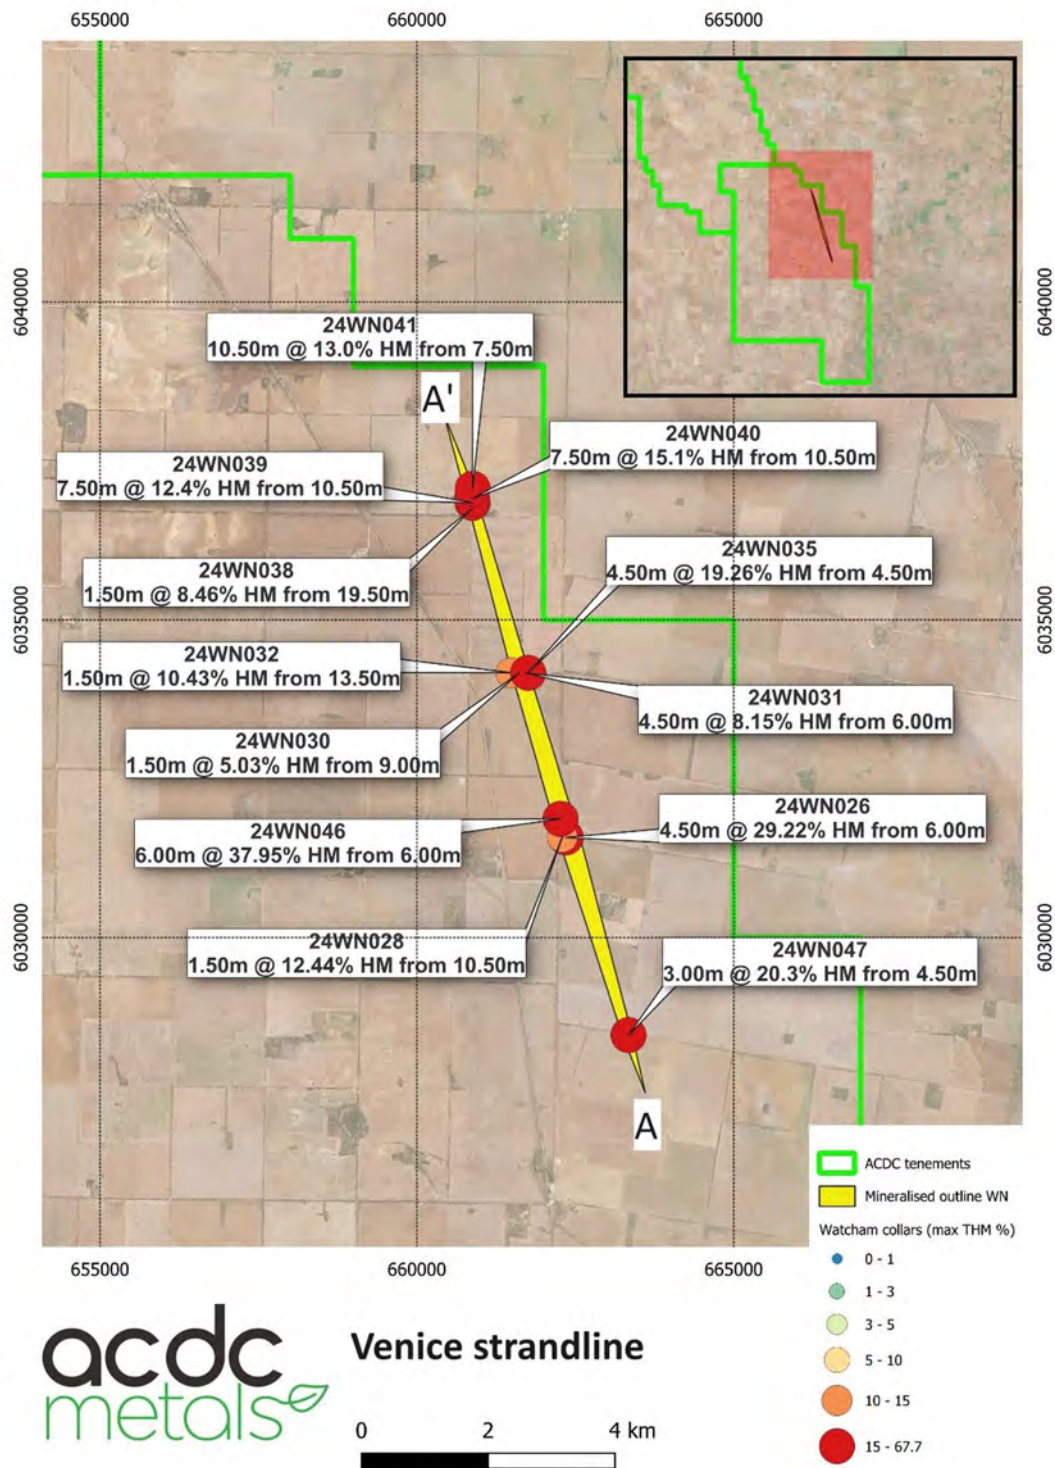 655000
660000
665000
6040000
6040000
24WN041
10.50m @ 13.0% HM from 7.50m
A'
24WN040
7.50m @ 15.1% HM from 10.50m
24WN039
7.50m @ 12.4% HM from 10.50m
24WN035
4.50m @ 19.26% HM from 4.50m
24WN038
1.50m @ 8.46% HM from 19.50m
6035000
6035000
24WN032
1.50m @ 10.43% HM from 13.50m
24WN031
4.50m @ 8.15% HM from 6.00m
24WN030
1.50m @ 5.03% HM from 9.00m
24WN026
4.50m @ 29.22% HM from 6.00m
24WN046
6.00m @ 37.95% HM from 6.00m
6030000
6030000
24WN028
1.50m @ 12.44% HM from 10.50m
24WN047
3.00m @ 20.3% HM from 4.50m
A
ACDC tenements
Mineralised outline WN
Watcham collars (max THM %)
0 - 1
1 - 3
3 - 5
5 - 10
10 - 15
15 - 67.7
655000
660000
665000
acdc
metals
Venice strandline
0 2 4 km